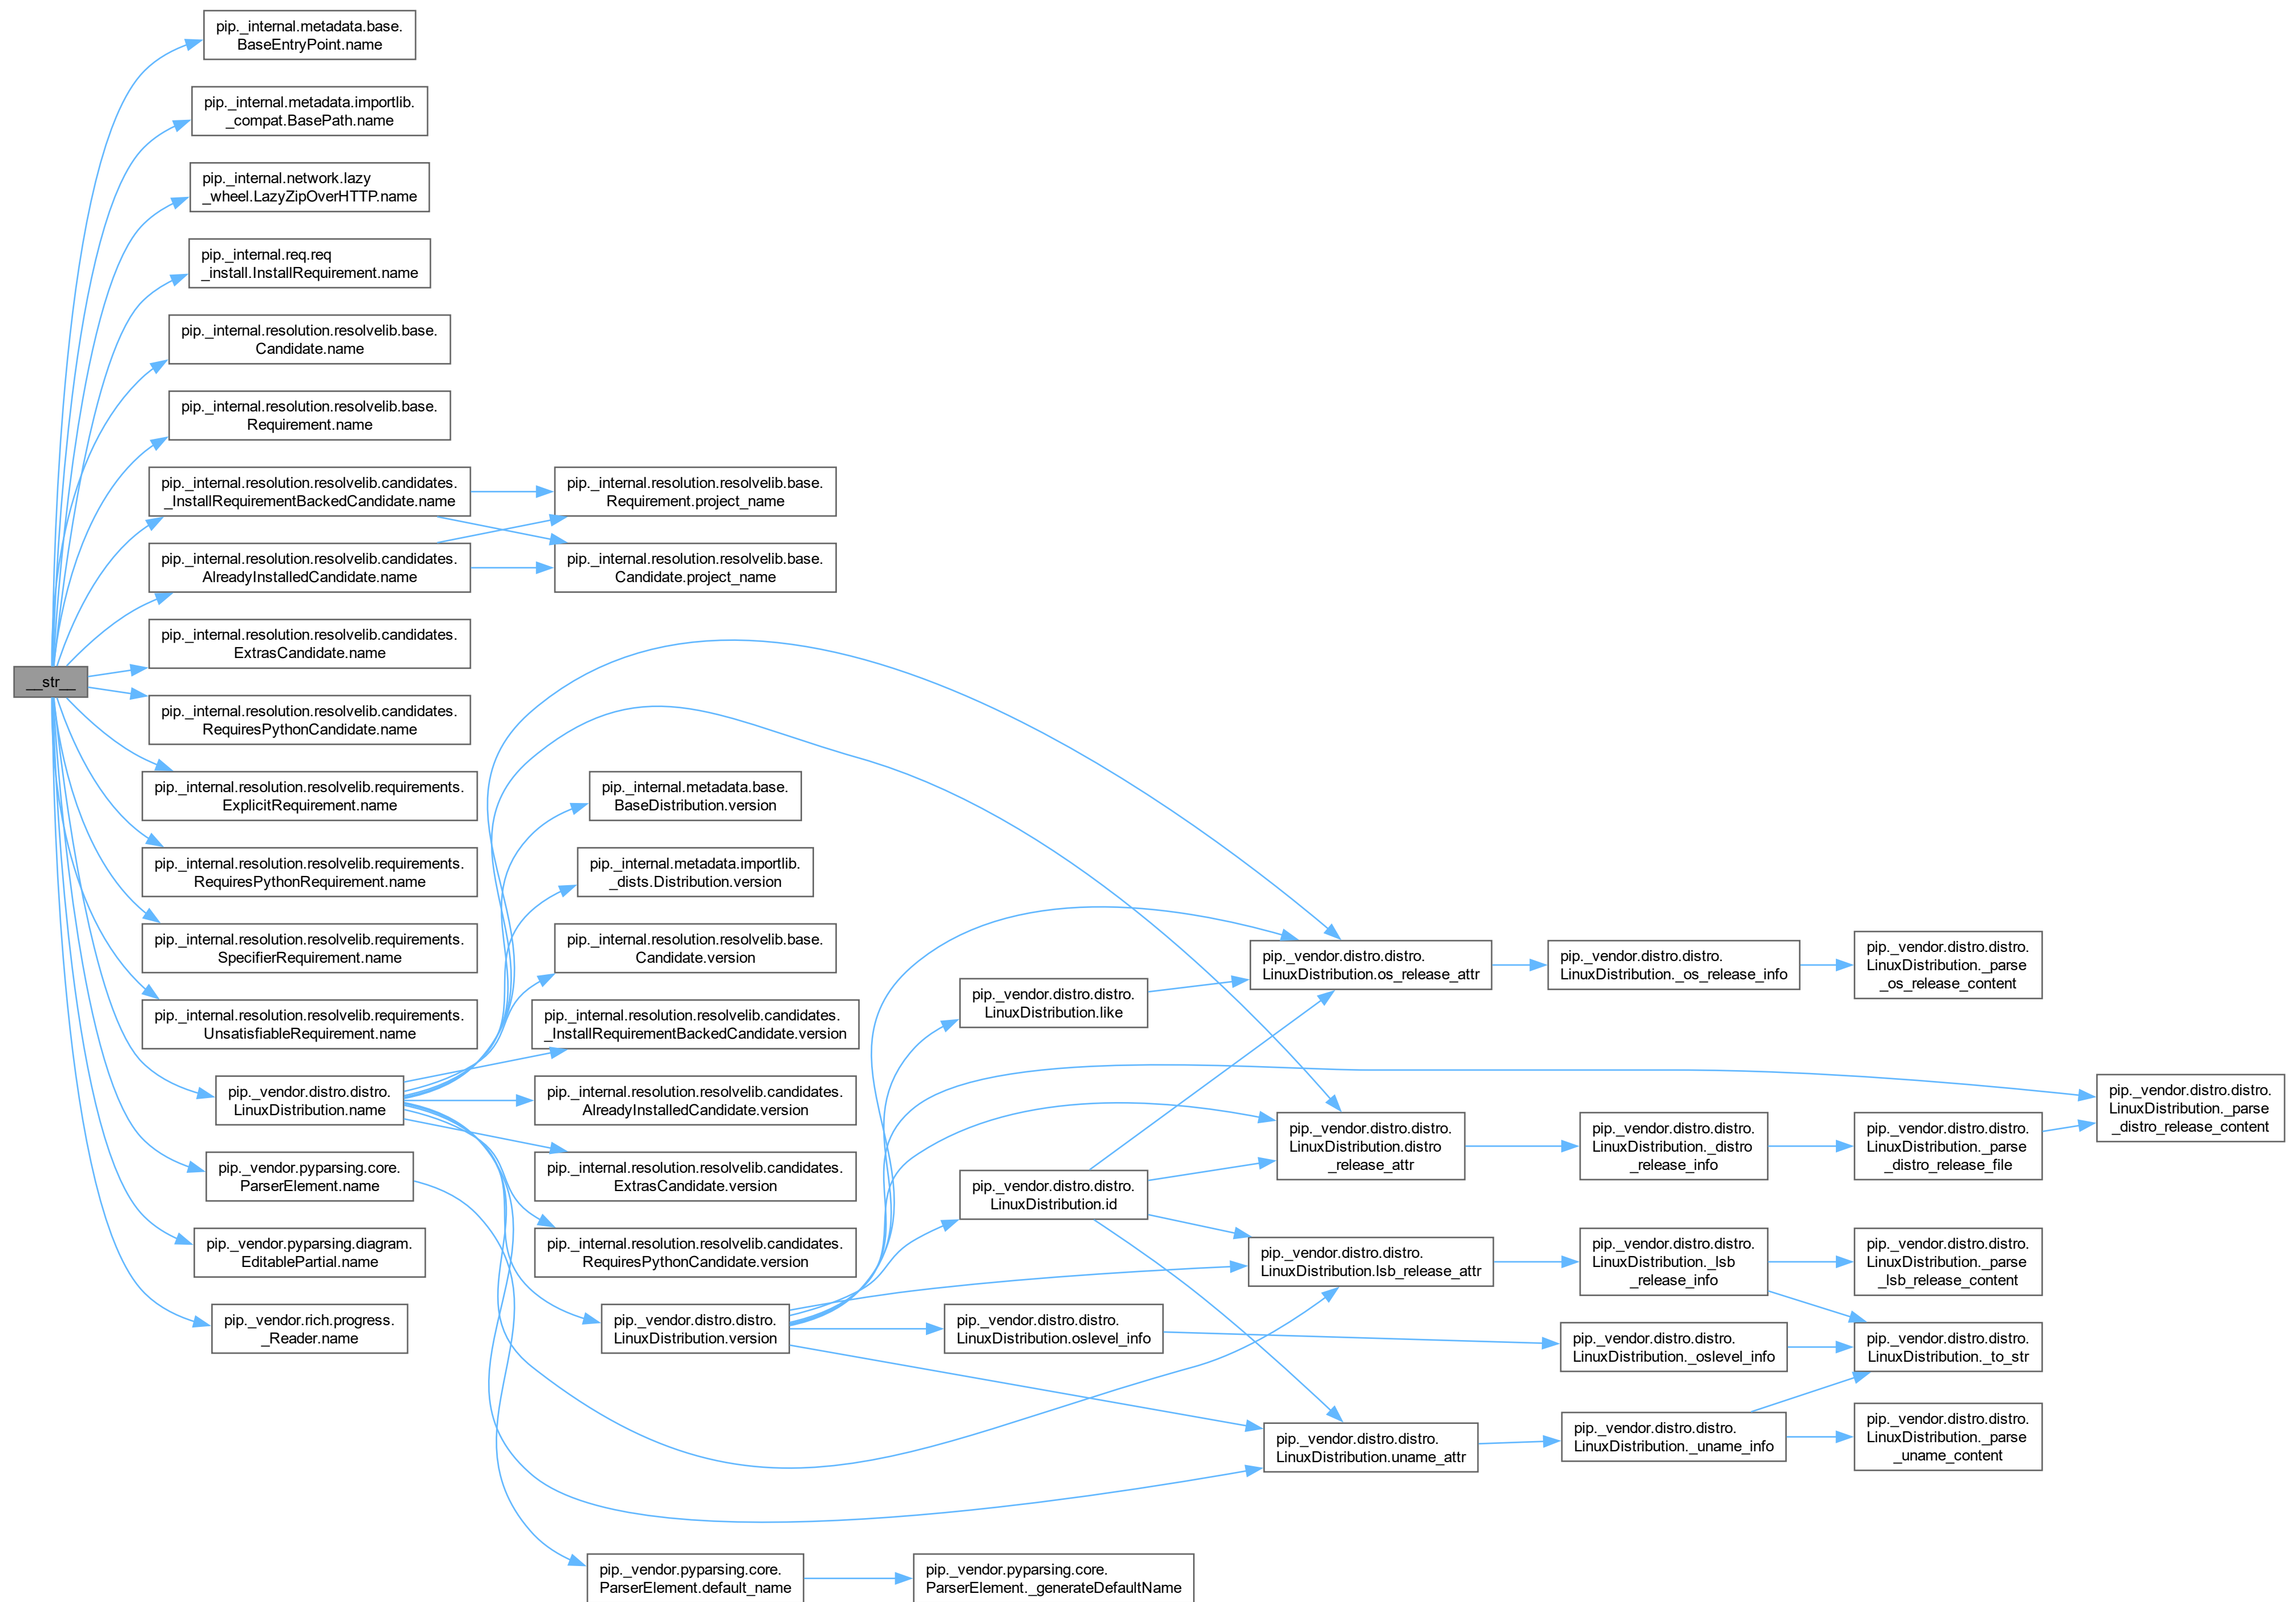 pip._internal.metadata.base.
BaseEntryPoint.name
pip._internal.metadata.importlib.
_compat.BasePath.name
pip._internal.network.lazy
_wheel.LazyZipOverHTTP.name
pip._internal.req.req
_install.InstallRequirement.name
pip._internal.resolution.resolvelib.base.
Candidate.name
pip._internal.resolution.resolvelib.base.
Requirement.name
pip._internal.resolution.resolvelib.candidates.
_InstallRequirementBackedCandidate.name
pip._internal.resolution.resolvelib.base.
Requirement.project_name
pip._internal.resolution.resolvelib.candidates.
AlreadyInstalledCandidate.name
pip._internal.resolution.resolvelib.base.
Candidate.project_name
pip._internal.resolution.resolvelib.candidates.
ExtrasCandidate.name
__str__
pip._internal.resolution.resolvelib.candidates.
RequiresPythonCandidate.name
pip._internal.resolution.resolvelib.requirements.
ExplicitRequirement.name
pip._internal.metadata.base.
BaseDistribution.version
pip._internal.resolution.resolvelib.requirements.
RequiresPythonRequirement.name
pip._internal.metadata.importlib.
_dists.Distribution.version
pip._internal.resolution.resolvelib.requirements.
SpecifierRequirement.name
pip._internal.resolution.resolvelib.base.
Candidate.version
pip._vendor.distro.distro.
LinuxDistribution.os_release_attr
pip._vendor.distro.distro.
LinuxDistribution._os_release_info
pip._vendor.distro.distro.
LinuxDistribution._parse
_os_release_content
pip._internal.resolution.resolvelib.requirements.
UnsatisfiableRequirement.name
pip._internal.resolution.resolvelib.candidates.
_InstallRequirementBackedCandidate.version
pip._vendor.distro.distro.
LinuxDistribution.like
pip._vendor.distro.distro.
LinuxDistribution.name
pip._internal.resolution.resolvelib.candidates.
AlreadyInstalledCandidate.version
pip._vendor.distro.distro.
LinuxDistribution._parse
_distro_release_content
pip._vendor.distro.distro.
LinuxDistribution.distro
_release_attr
pip._vendor.distro.distro.
LinuxDistribution._distro
_release_info
pip._vendor.distro.distro.
LinuxDistribution._parse
_distro_release_file
pip._vendor.pyparsing.core.
ParserElement.name
pip._internal.resolution.resolvelib.candidates.
ExtrasCandidate.version
pip._vendor.distro.distro.
LinuxDistribution.id
pip._vendor.pyparsing.diagram.
EditablePartial.name
pip._internal.resolution.resolvelib.candidates.
RequiresPythonCandidate.version
pip._vendor.distro.distro.
LinuxDistribution.lsb_release_attr
pip._vendor.distro.distro.
LinuxDistribution._lsb
_release_info
pip._vendor.distro.distro.
LinuxDistribution._parse
_lsb_release_content
pip._vendor.rich.progress.
_Reader.name
pip._vendor.distro.distro.
LinuxDistribution.version
pip._vendor.distro.distro.
LinuxDistribution.oslevel_info
pip._vendor.distro.distro.
LinuxDistribution._oslevel_info
pip._vendor.distro.distro.
LinuxDistribution._to_str
pip._vendor.distro.distro.
LinuxDistribution.uname_attr
pip._vendor.distro.distro.
LinuxDistribution._uname_info
pip._vendor.distro.distro.
LinuxDistribution._parse
_uname_content
pip._vendor.pyparsing.core.
ParserElement.default_name
pip._vendor.pyparsing.core.
ParserElement._generateDefaultName